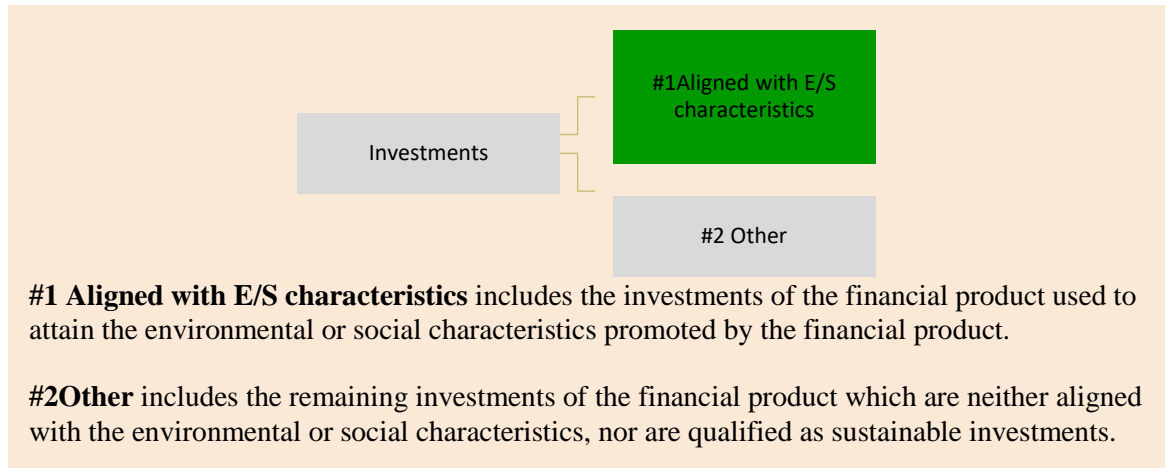 #1Aligned with E/S
characteristics
Investments
#2 Other
#1 Aligned with E/S characteristics includes the investments of the financial product used to
attain the environmental or social characteristics promoted by the financial product.
#2Other includes the remaining investments of the financial product which are neither aligned
with the environmental or social characteristics, nor are qualified as sustainable investments.